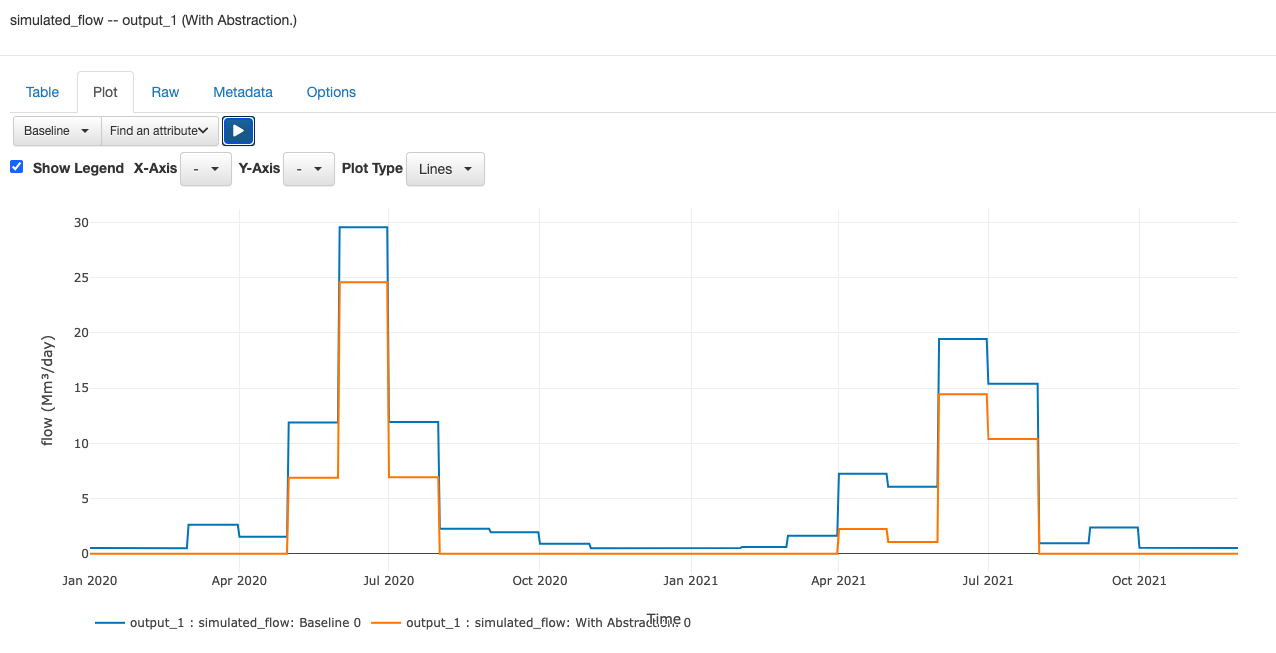 simulated_flow -- output_1 (With Abstraction.)
Table Plot Raw Metadata Options
Baseline Find an attribute
Show Legend X-Axis - Y-Axis - Plot Type Lines
30
25
20
15
10
5
0
flow (Mm³/day)
Jan 2020 Apr 2020 Jul 2020 Oct 2020 Jan 2021 Apr 2021 Jul 2021 Oct 2021
Time
output_1 : simulated_flow: Baseline 0 output_1 : simulated_flow: With Abstraction. 0